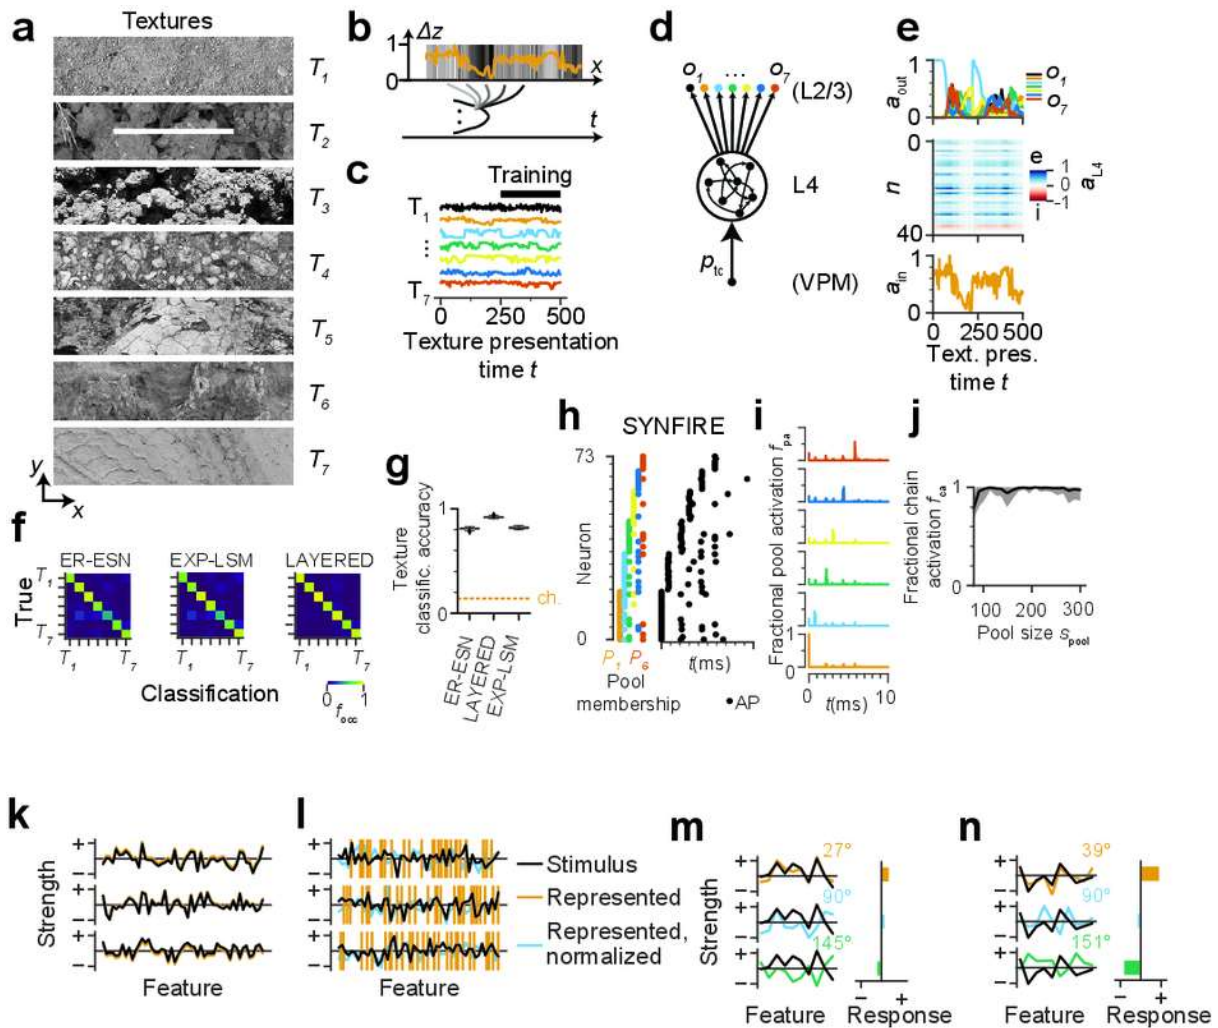 a
Textures
T1
T2
T3
T4
T5
T6
T7
y
x
b
Δz
1
0
x
t
c
Training
T1
T7
0 250 500
Texture presentation
time t
d
o1 ... o7
(L2/3)
L4
ptc
(VPM)
e
1
aout
0
o1
o7
0
n
40
e
1
0
-1
i
aL4
1
ain
0
0 250 500
Text. pres.
time t
f
ER-ESN EXP-LSM LAYERED
True
T1
T7
T1 T7 T1 T7 T1 T7
Classification
0 1
focc
g
Texture
classific. accuracy
1
0
ch.
ER-ESN
LAYERED
EXP-LSM
h
SYNFIRE
73
Neuron
0
P1 P6
Pool
membership
t(ms)
AP
i
Fractional pool activation fpa
1
0
0 10
t(ms)
j
Fractional chain
activation fca
1
0
100 200 300
Pool size spool
k
Strength
+
−
+
−
+
−
Feature
l
+
−
+
−
+
−
Feature
Stimulus
Represented
Represented,
normalized
m
Strength
+
−
+
−
+
−
27°
90°
145°
Feature
− +
Response
n
+
−
+
−
+
−
39°
90°
151°
Feature
− +
Response